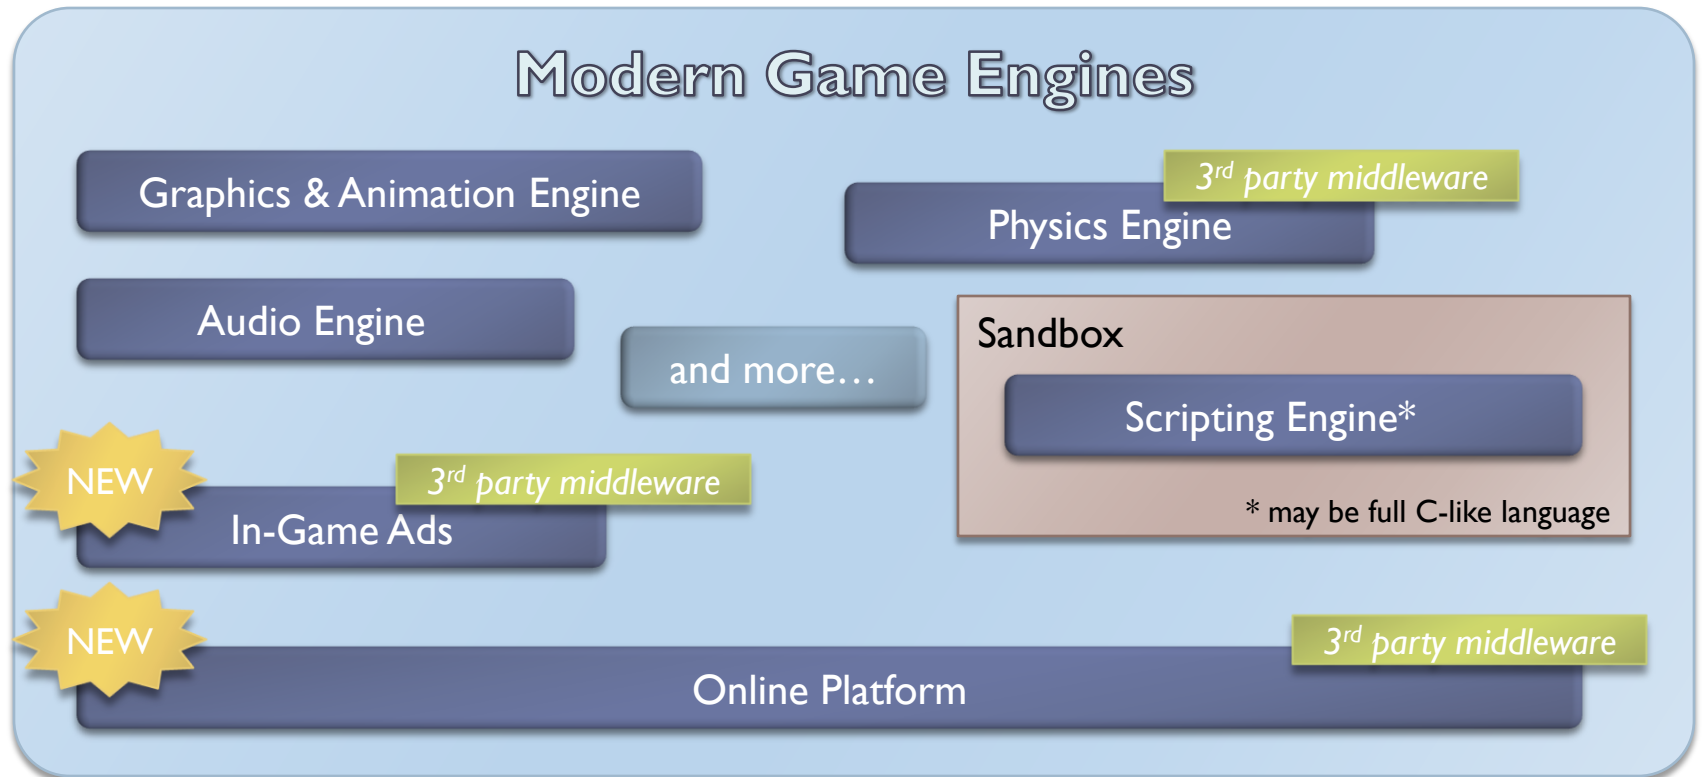 Modern Game Engines
Graphics & Animation Engine
3rd party middleware
Physics Engine
Audio Engine
and more…
Sandbox
Scripting Engine*
* may be full C-like language
NEW
3rd party middleware
In-Game Ads
NEW
3rd party middleware
Online Platform